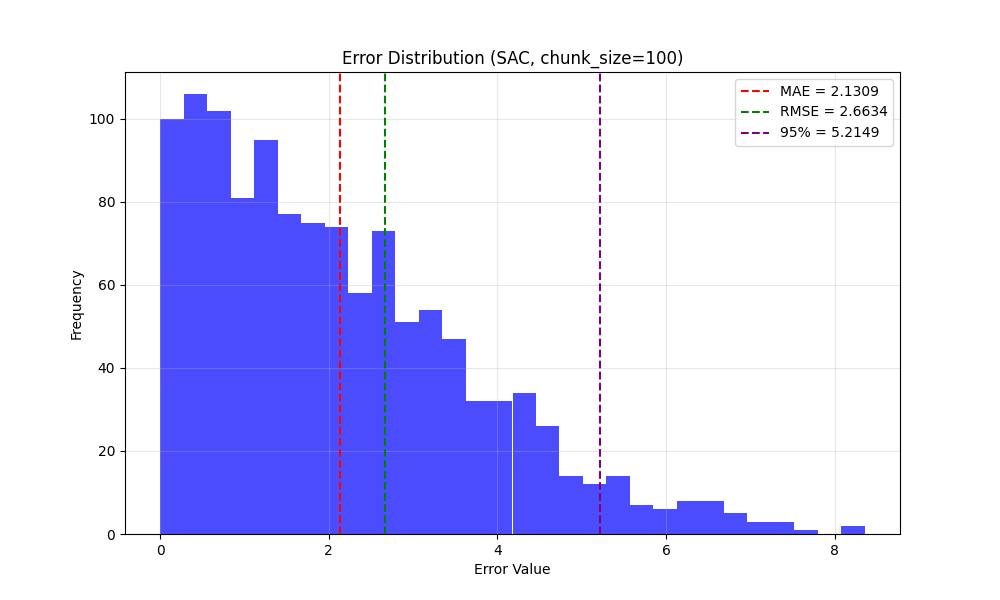 Error Distribution (SAC, chunk_size=100)
MAE = 2.1309
RMSE = 2.6634
95% = 5.2149
Frequency
100
80
60
40
20
0
0 2 4 6 8
Error Value